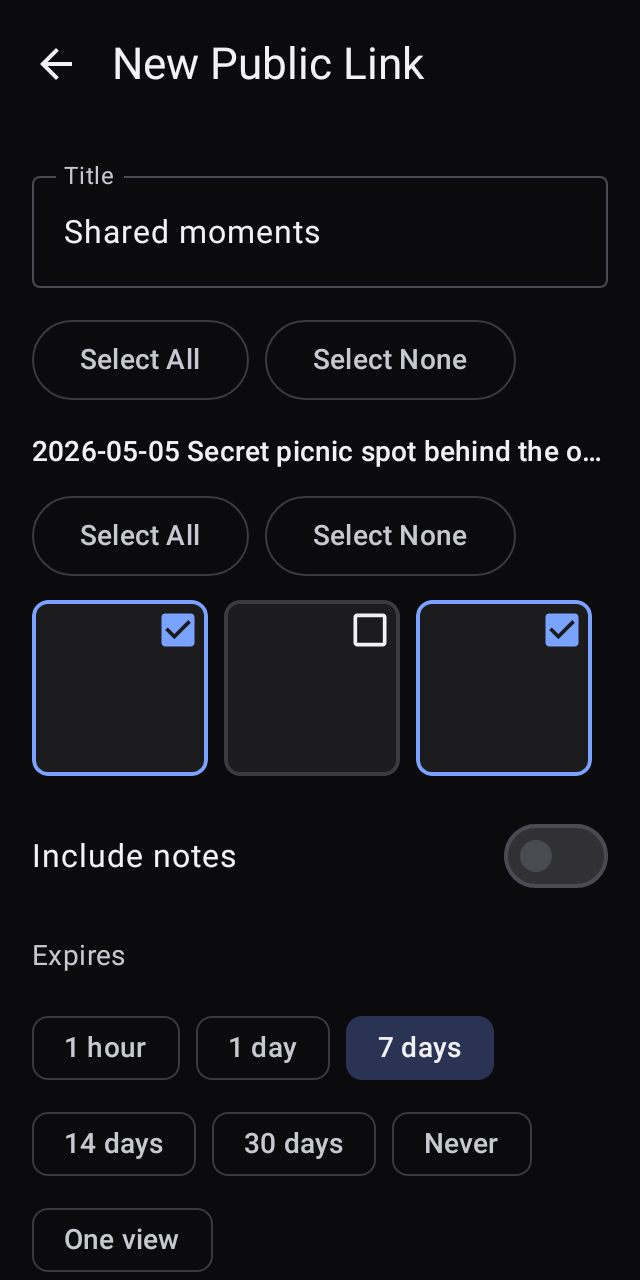 New Public Link
Title
Shared moments
Select All Select None
2026-05-05 Secret picnic spot behind the o...
Select All Select None
Include notes
Expires
1 hour 1 day 7 days
14 days 30 days Never
One view